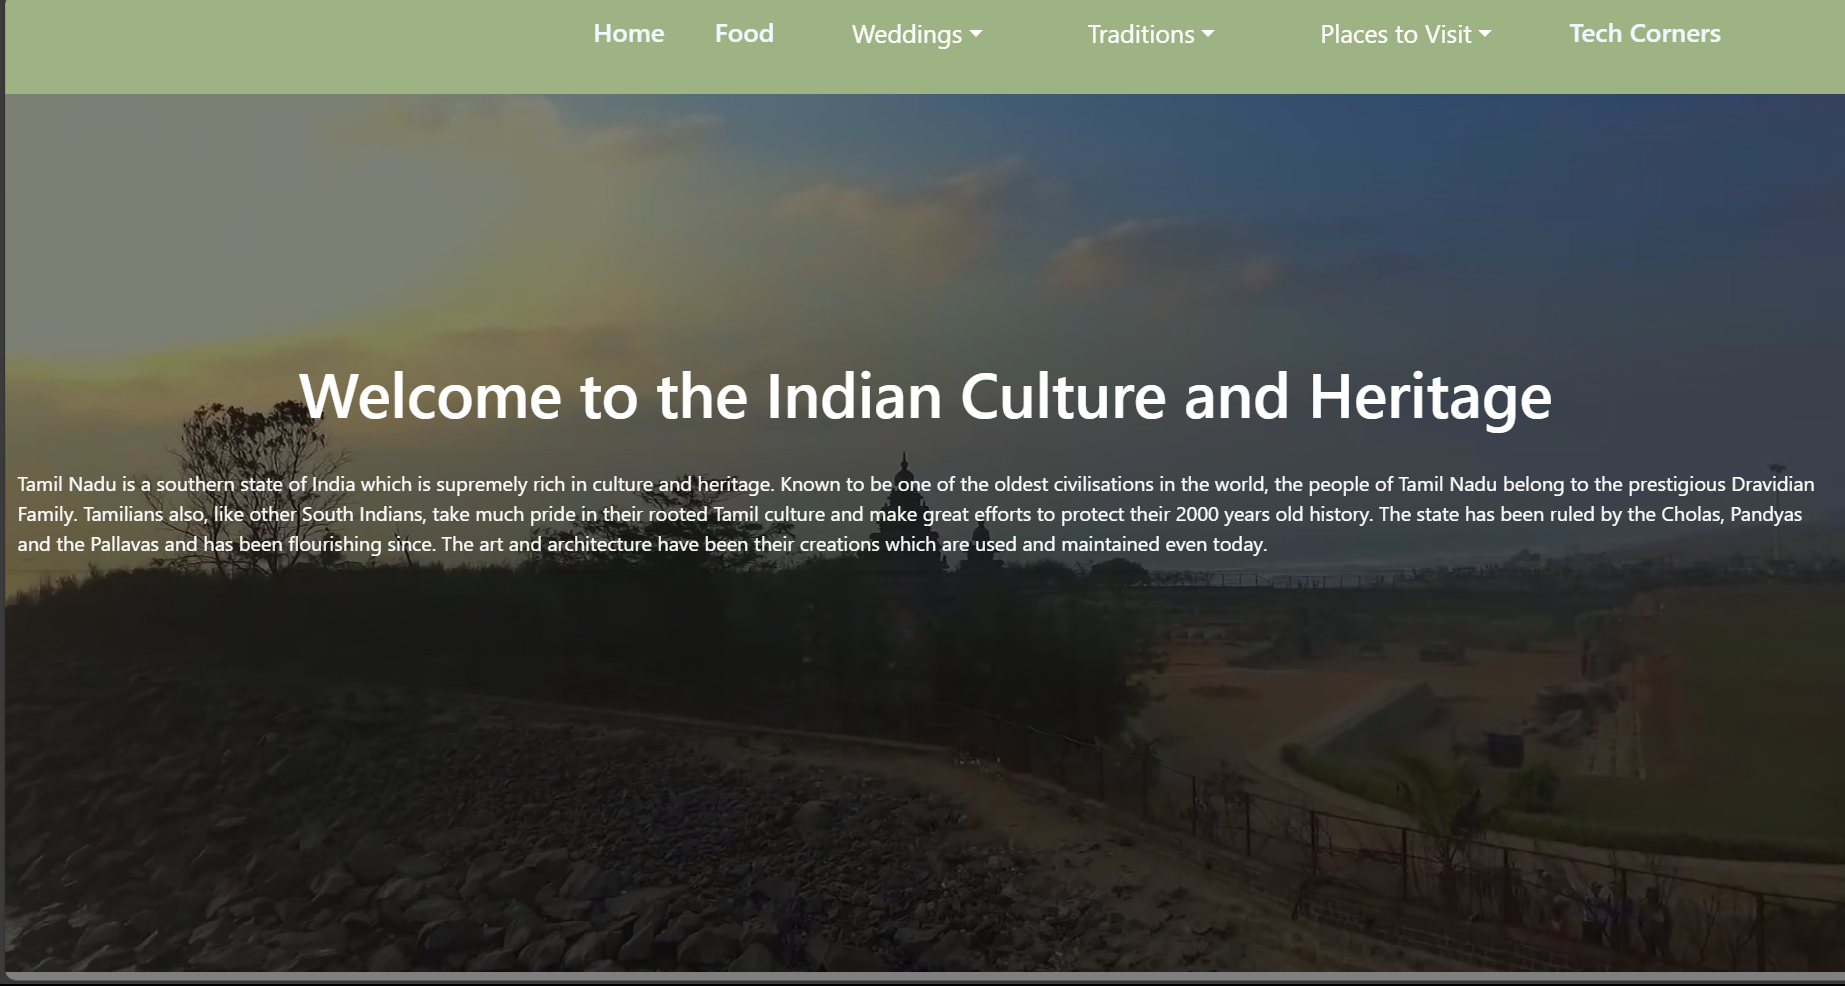 Home Food Weddings Traditions Places to Visit Tech Corners
Welcome to the Indian Culture and Heritage
Tamil Nadu is a southern state of India which is supremely rich in culture and heritage. Known to be one of the oldest civilisations in the world, the people of Tamil Nadu belong to the prestigious Dravidian
Family. Tamilians also, like other South Indians, take much pride in their rooted Tamil culture and make great efforts to protect their 2000 years old history. The state has been ruled by the Cholas, Pandyas
and the Pallavas and has been flourishing since. The art and architecture have been their creations which are used and maintained even today.